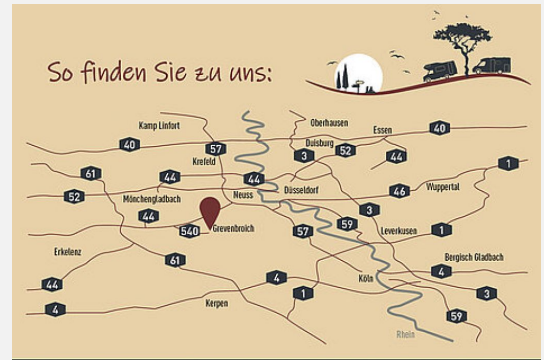 So finden Sie zu uns:
Kamp Linfort
Oberhausen
Essen
40
40
57
Duisburg
52
3
44
Krefeld
1
61
44
44
52
Neuss
Düsseldorf
46
Wuppertal
Mönchengladbach
44
3
540
Grevenbroich
57
59
Leverkusen
1
Erkelenz
61
Bergisch Gladbach
4
4
Köln
44
1
3
4
Kerpen
59
Rhein